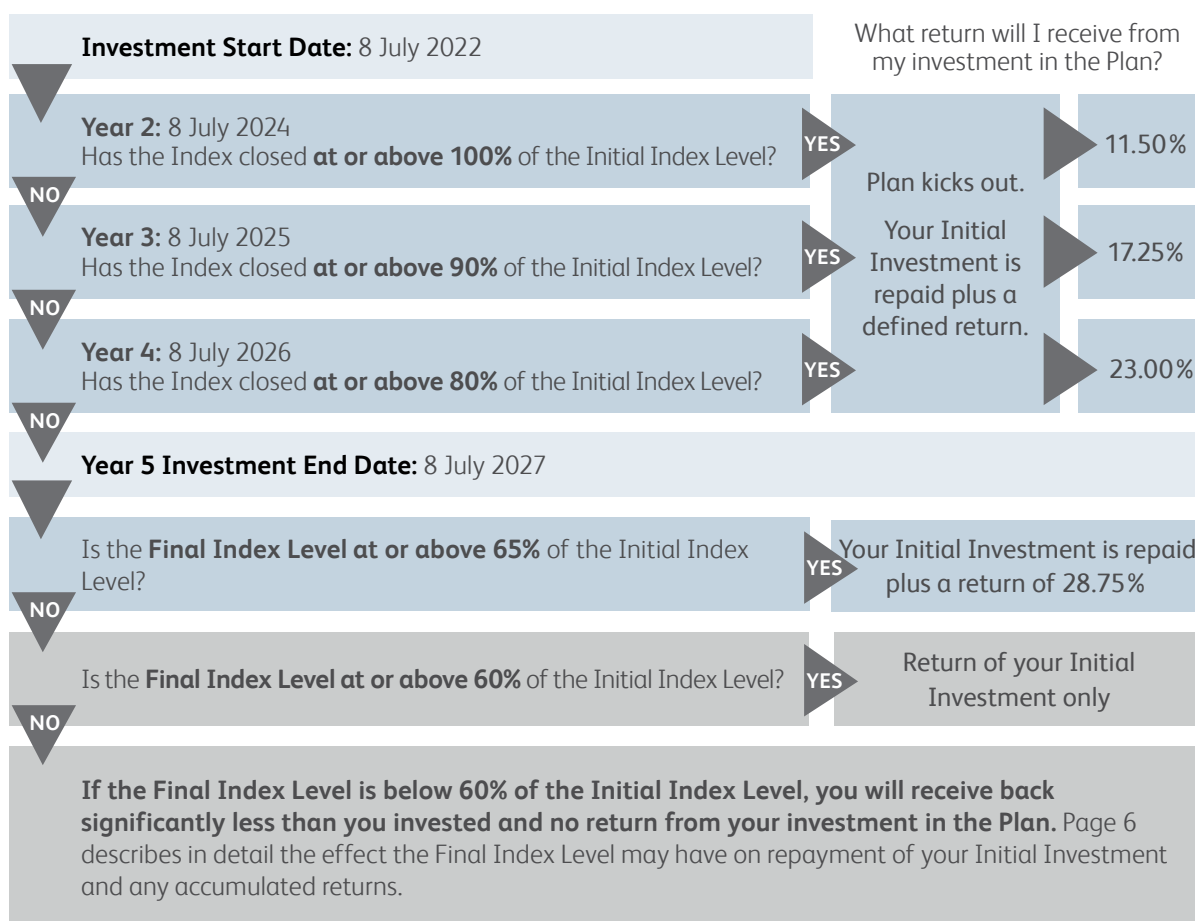 Investment Start Date: 8 July 2022
What return will I receive from
my investment in the Plan?
Year 2: 8 July 2024
Has the Index closed at or above 100% of the Initial Index Level?
YES
11.50%
NO
Plan kicks out.
Your Initial
Investment is
repaid plus a
defined return.
Year 3: 8 July 2025
Has the Index closed at or above 90% of the Initial Index Level?
YES
17.25%
NO
Year 4: 8 July 2026
Has the Index closed at or above 80% of the Initial Index Level?
YES
23.00%
NO
Year 5 Investment End Date: 8 July 2027
Is the Final Index Level at or above 65% of the Initial Index
Level?
YES
Your Initial Investment is repaid
plus a return of 28.75%
NO
Is the Final Index Level at or above 60% of the Initial Index Level?
YES
Return of your Initial
Investment only
NO
If the Final Index Level is below 60% of the Initial Index Level, you will receive back
significantly less than you invested and no return from your investment in the Plan. Page 6
describes in detail the effect the Final Index Level may have on repayment of your Initial Investment
and any accumulated returns.